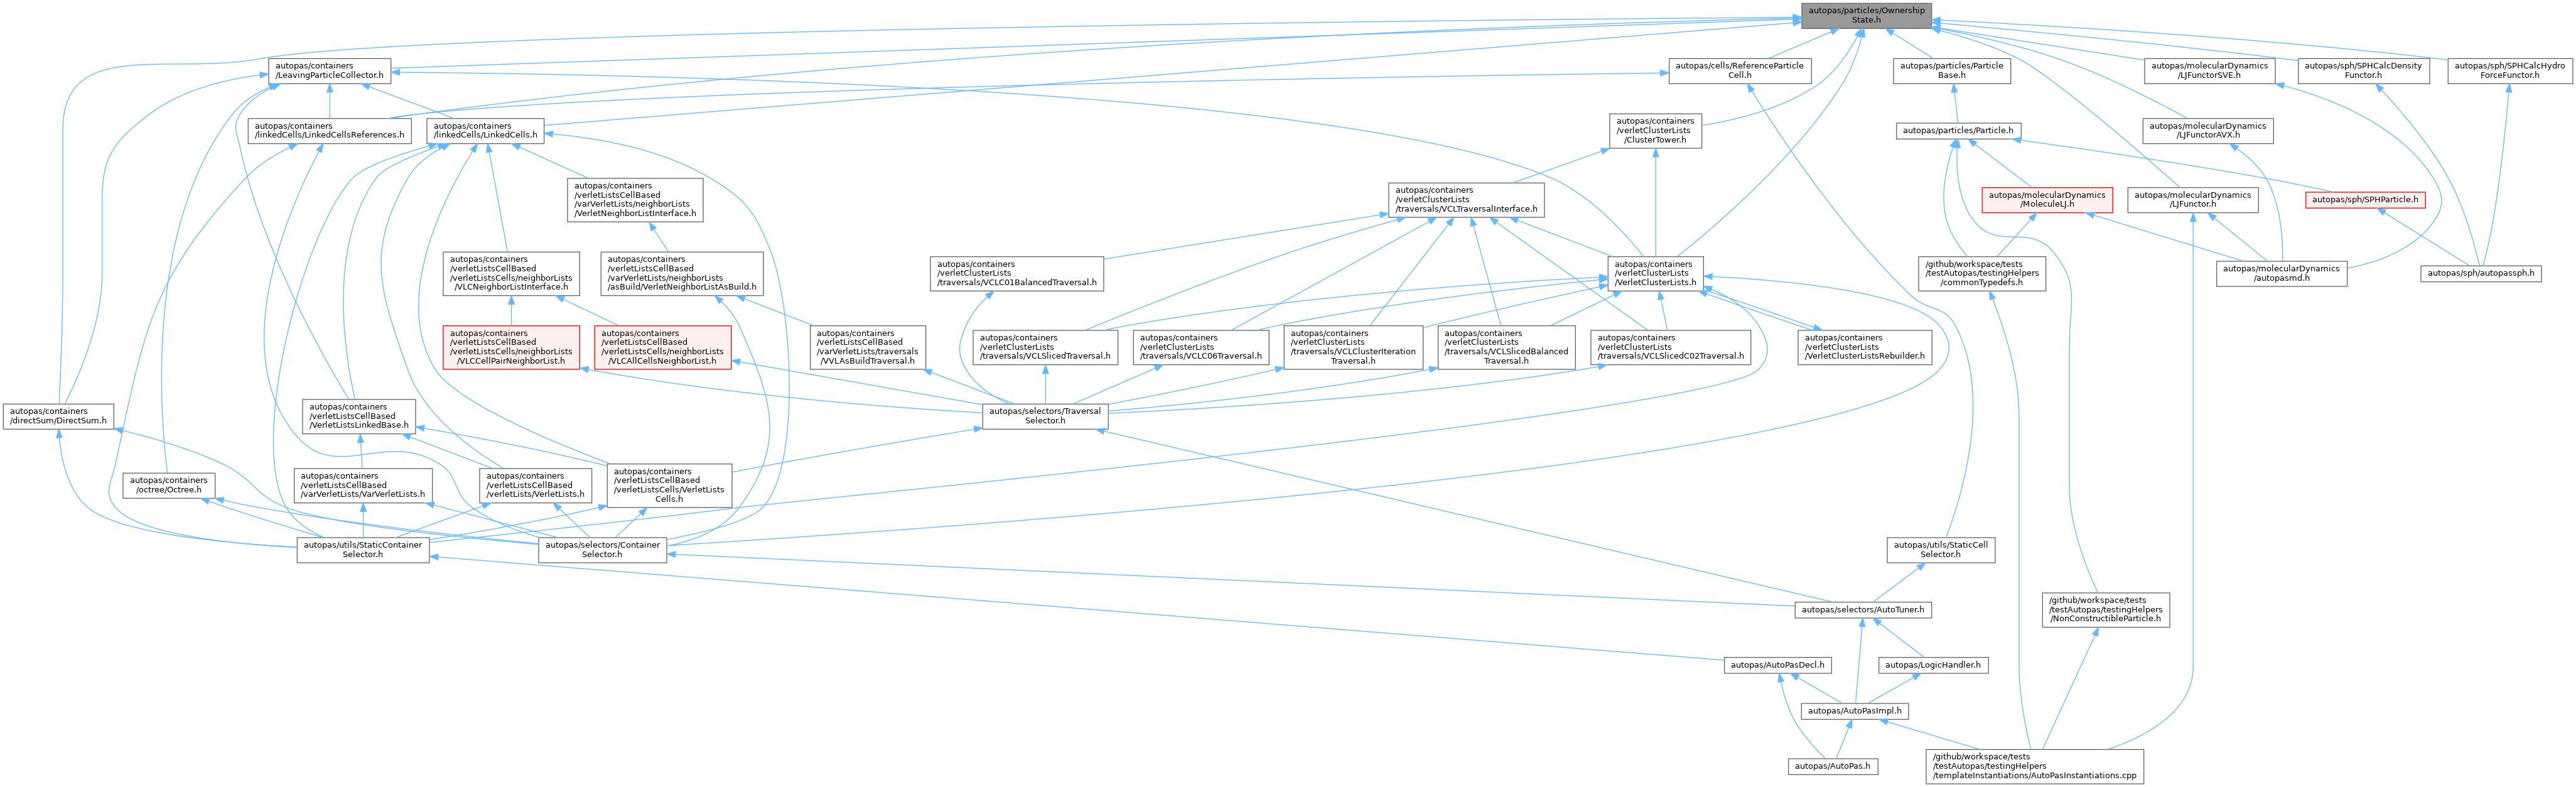 autopas/particles/Ownership
State.h
autopas/containers
/LeavingParticleCollector.h
autopas/cells/ReferenceParticle
Cell.h
autopas/particles/Particle
Base.h
autopas/molecularDynamics
/LJFunctorSVE.h
autopas/sph/SPHCalcDensity
Functor.h
autopas/sph/SPHCalcHydro
ForceFunctor.h
autopas/containers
/linkedCells/LinkedCellsReferences.h
autopas/containers
/linkedCells/LinkedCells.h
autopas/containers
/verletClusterLists
/ClusterTower.h
autopas/particles/Particle.h
autopas/molecularDynamics
/LJFunctorAVX.h
autopas/containers
/verletListsCellBased
/varVerletLists/neighborLists
/VerletNeighborListInterface.h
autopas/containers
/verletClusterLists
/traversals/VCLTraversalInterface.h
autopas/molecularDynamics
/MoleculeLJ.h
autopas/molecularDynamics
/LJFunctor.h
autopas/sph/SPHParticle.h
autopas/containers
/verletListsCellBased
/verletListsCells/neighborLists
/VLCNeighborListInterface.h
autopas/containers
/verletListsCellBased
/varVerletLists/neighborLists
/asBuild/VerletNeighborListAsBuild.h
autopas/containers
/verletClusterLists
/traversals/VCLC01BalancedTraversal.h
autopas/containers
/verletClusterLists
/VerletClusterLists.h
/github/workspace/tests
/testAutopas/testingHelpers
/commonTypedefs.h
autopas/molecularDynamics
/autopasmd.h
autopas/sph/autopassph.h
autopas/containers
/verletListsCellBased
/verletListsCells/neighborLists
/VLCCellPairNeighborList.h
autopas/containers
/verletListsCellBased
/verletListsCells/neighborLists
/VLCAllCellsNeighborList.h
autopas/containers
/verletListsCellBased
/varVerletLists/traversals
/VVLAsBuildTraversal.h
autopas/containers
/verletClusterLists
/traversals/VCLSlicedTraversal.h
autopas/containers
/verletClusterLists
/traversals/VCLC06Traversal.h
autopas/containers
/verletClusterLists
/traversals/VCLClusterIteration
Traversal.h
autopas/containers
/verletClusterLists
/traversals/VCLSlicedBalanced
Traversal.h
autopas/containers
/verletClusterLists
/traversals/VCLSlicedC02Traversal.h
autopas/containers
/verletClusterLists
/VerletClusterListsRebuilder.h
autopas/containers
/directSum/DirectSum.h
autopas/containers
/verletListsCellBased
/VerletListsLinkedBase.h
autopas/selectors/Traversal
Selector.h
autopas/containers
/octree/Octree.h
autopas/containers
/verletListsCellBased
/varVerletLists/VarVerletLists.h
autopas/containers
/verletListsCellBased
/verletLists/VerletLists.h
autopas/containers
/verletListsCellBased
/verletListsCells/VerletLists
Cells.h
autopas/utils/StaticContainer
Selector.h
autopas/selectors/Container
Selector.h
autopas/utils/StaticCell
Selector.h
autopas/selectors/AutoTuner.h
/github/workspace/tests
/testAutopas/testingHelpers
/NonConstructibleParticle.h
autopas/AutoPasDecl.h
autopas/LogicHandler.h
autopas/AutoPasImpl.h
autopas/AutoPas.h
/github/workspace/tests
/testAutopas/testingHelpers
/templateInstantiations/AutoPasInstantiations.cpp